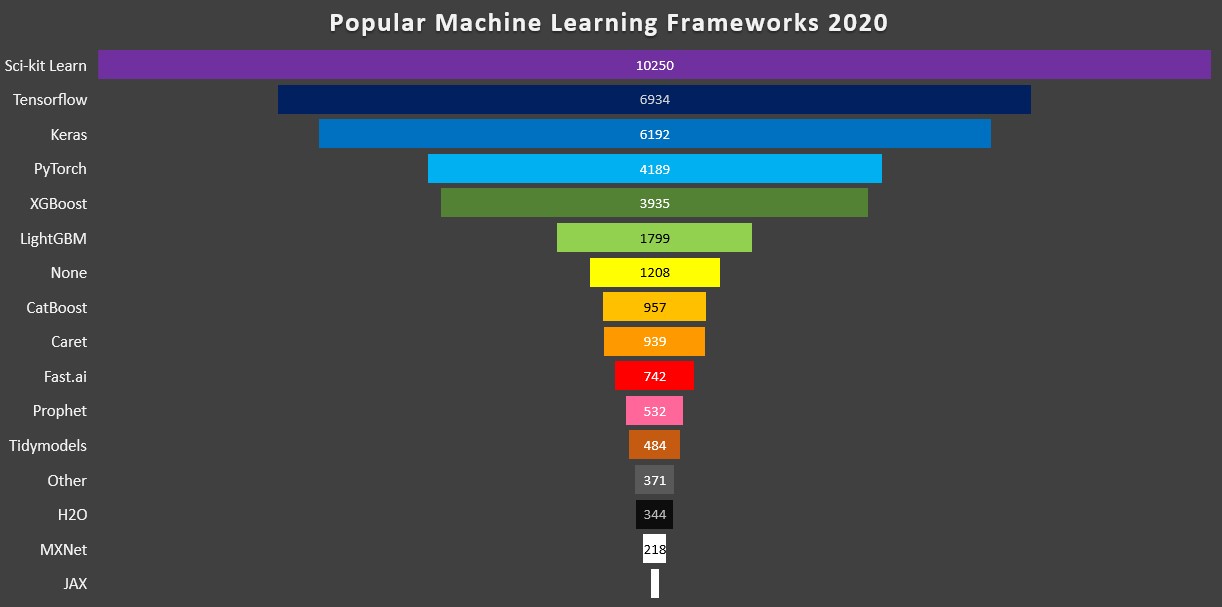 Popular Machine Learning Frameworks 2020
Sci-kit Learn 10250
Tensorflow 6934
Keras 6192
PyTorch 4189
XGBoost 3935
LightGBM 1799
None 1208
CatBoost 957
Caret 939
Fast.ai 742
Prophet 532
Tidymodels 484
Other 371
H2O 344
MXNet 218
JAX